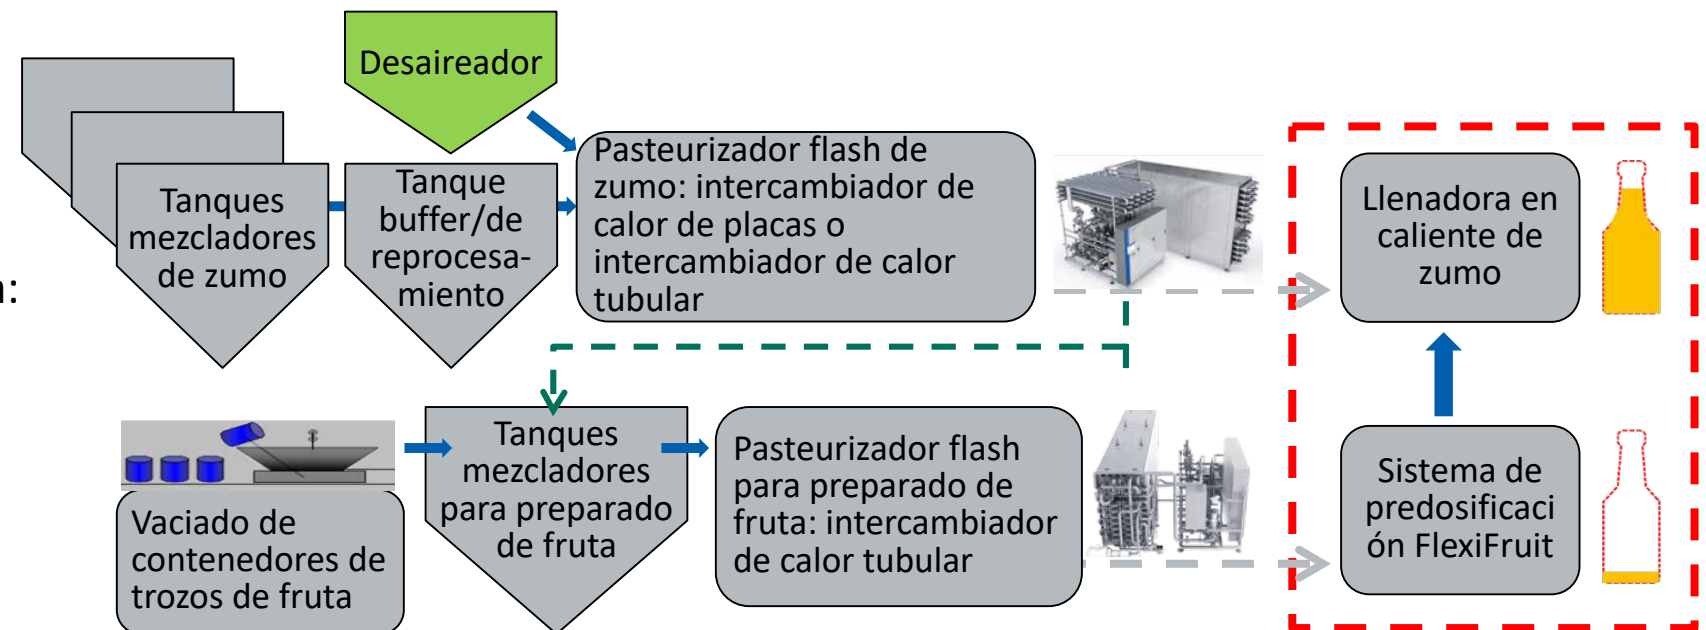 Desaireador
Tanques
mezcladores
de zumo
Tanque
buffer/de
reprocesa-
miento
Pasteurizador flash de
zumo: intercambiador de
calor de placas o
intercambiador de calor
tubular
Llenadora en
caliente de
zumo
Vaciado de
contenedores de
trozos de fruta
Tanques
mezcladores
para preparado
de fruta
Pasteurizador flash
para preparado de
fruta: intercambiador
de calor tubular
Sistema de
predosificaci
ón FlexiFruit